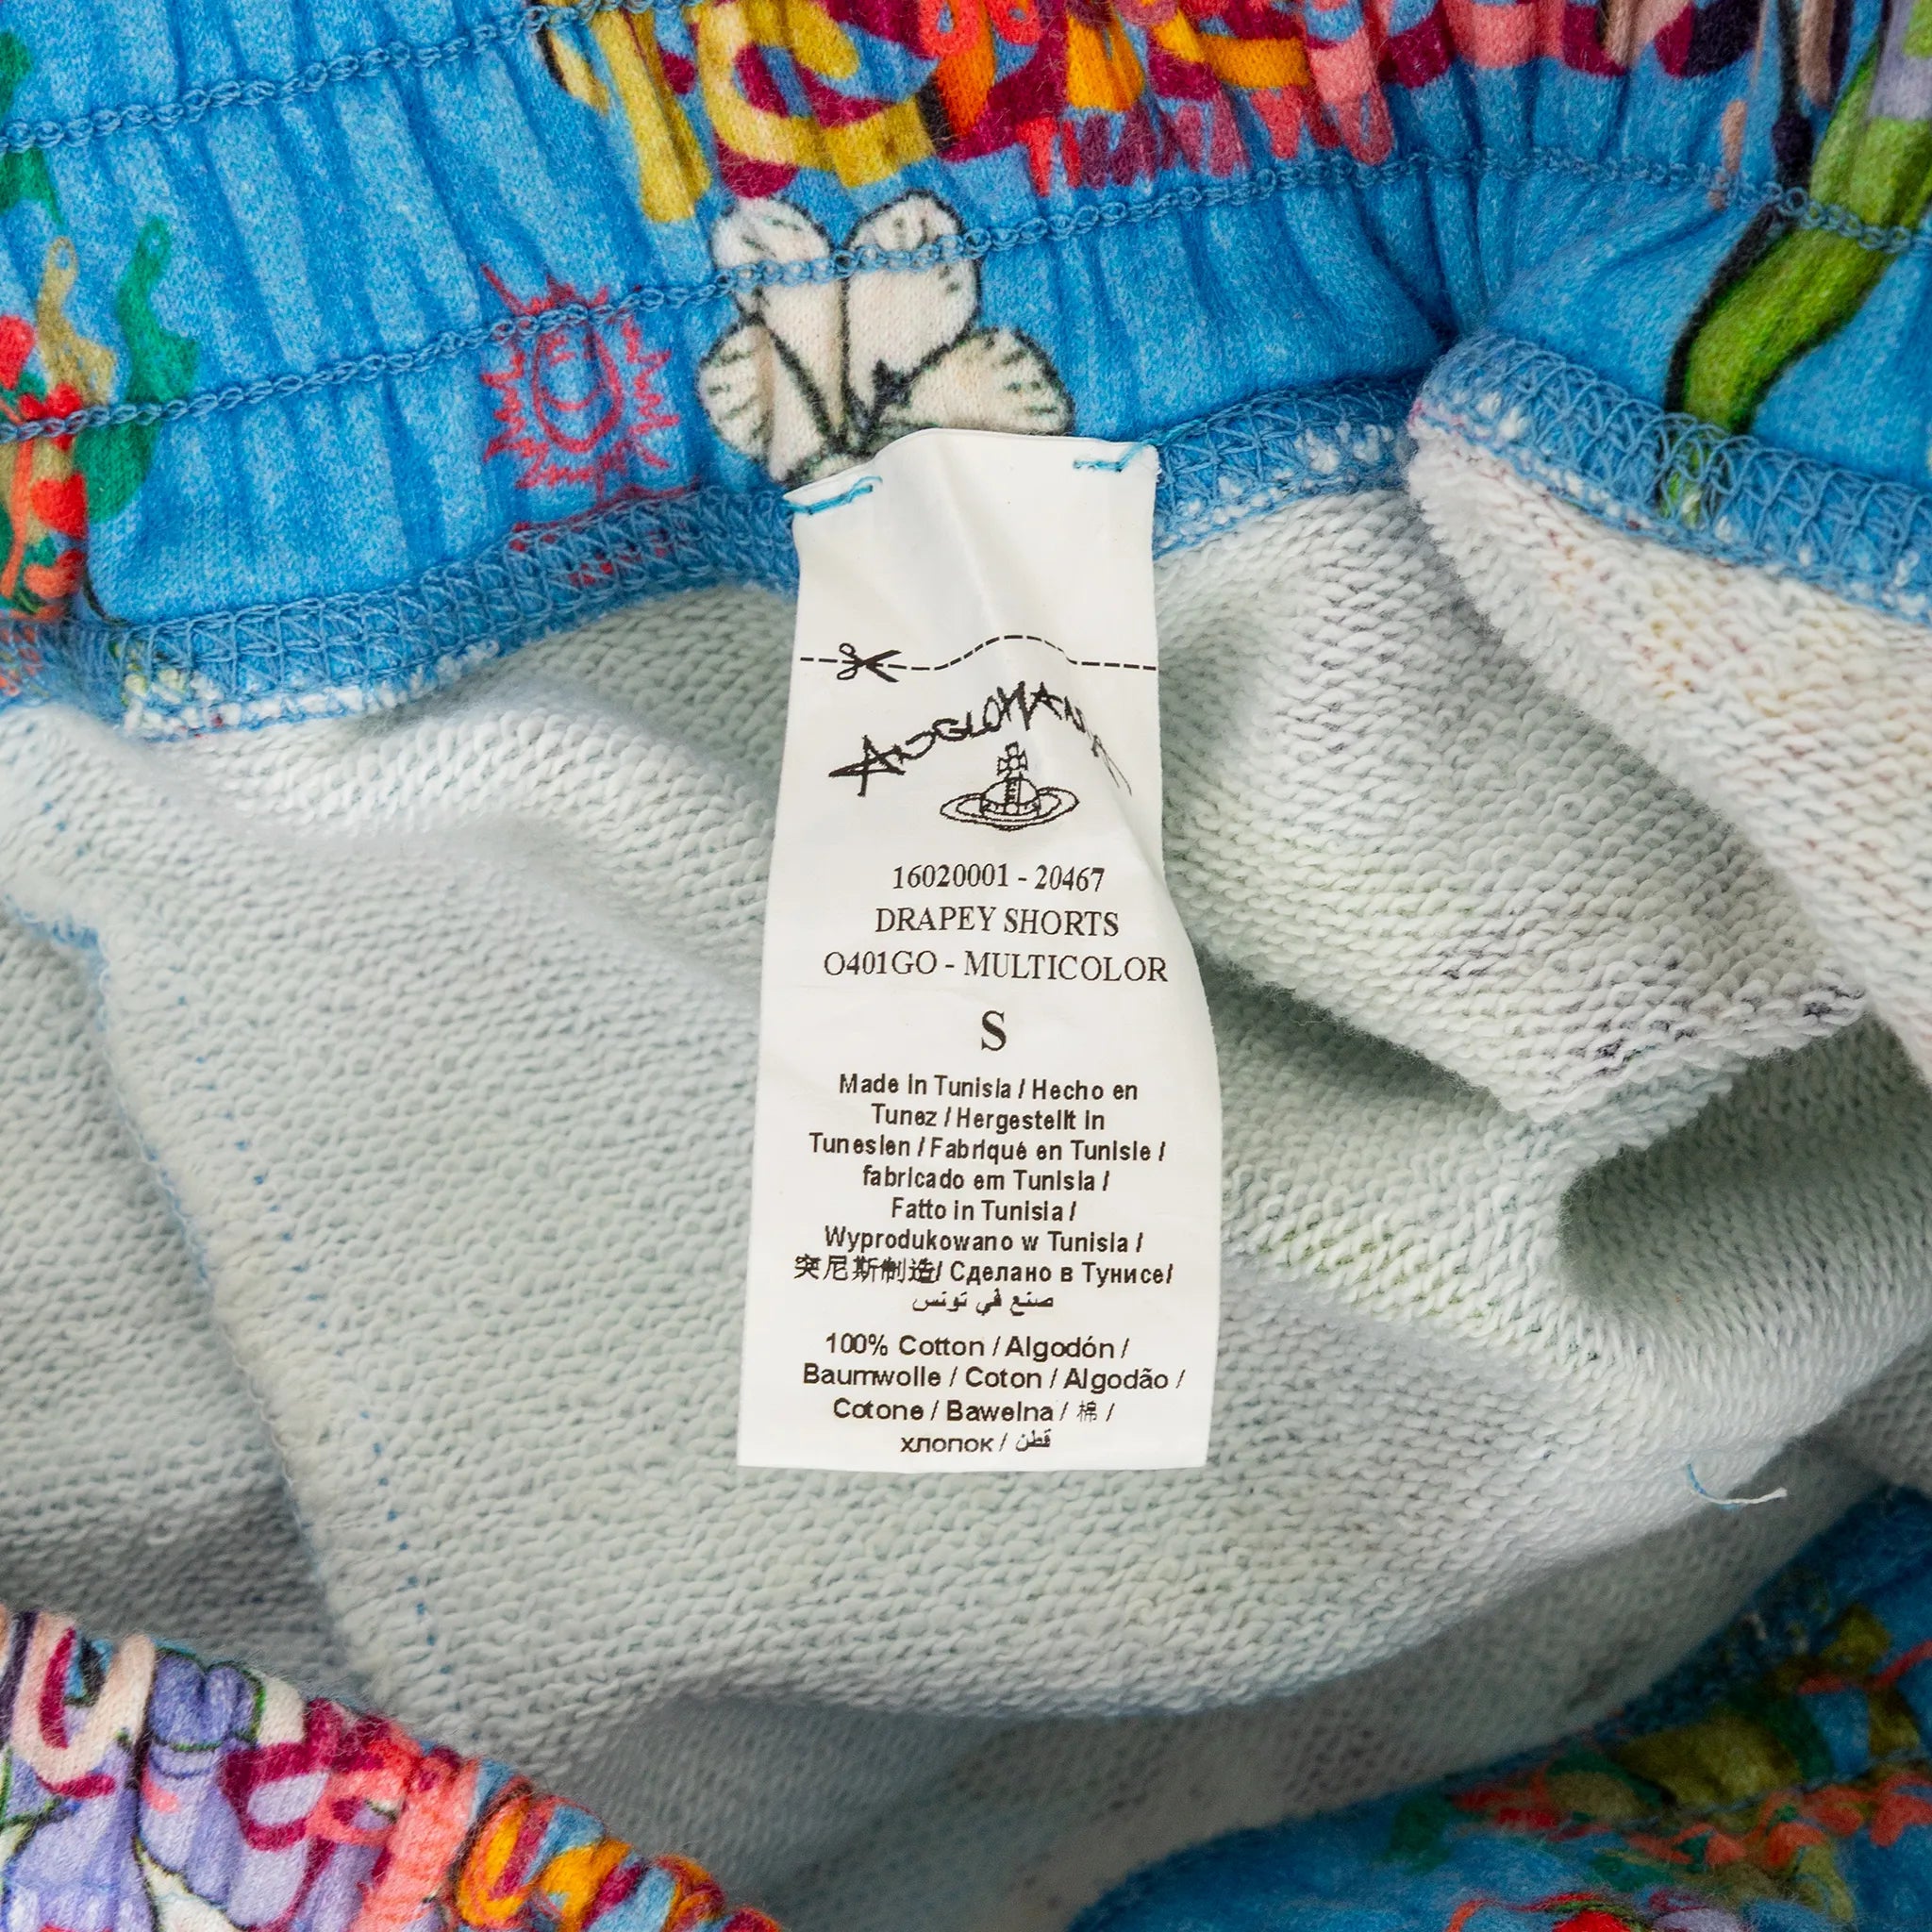 ANGLOMANIA
16020001 - 20467
DRAPEY SHORTS
O401GO - MULTICOLOR
S
Made in Tunisia / Hecho en
Tunez / Hergestellt in
Tunesien / Fabriqué en Tunisie /
fabricado em Tunisia /
Fatto in Tunisia /
Wyprodukowano w Tunisia /
突尼斯制造/ Сделано в Тунисе/
صنع في تونس
100% Cotton / Algodón /
Baumwolle / Coton / Algodão /
Cotone / Bawelna / 棉 /
хлопок / قطن